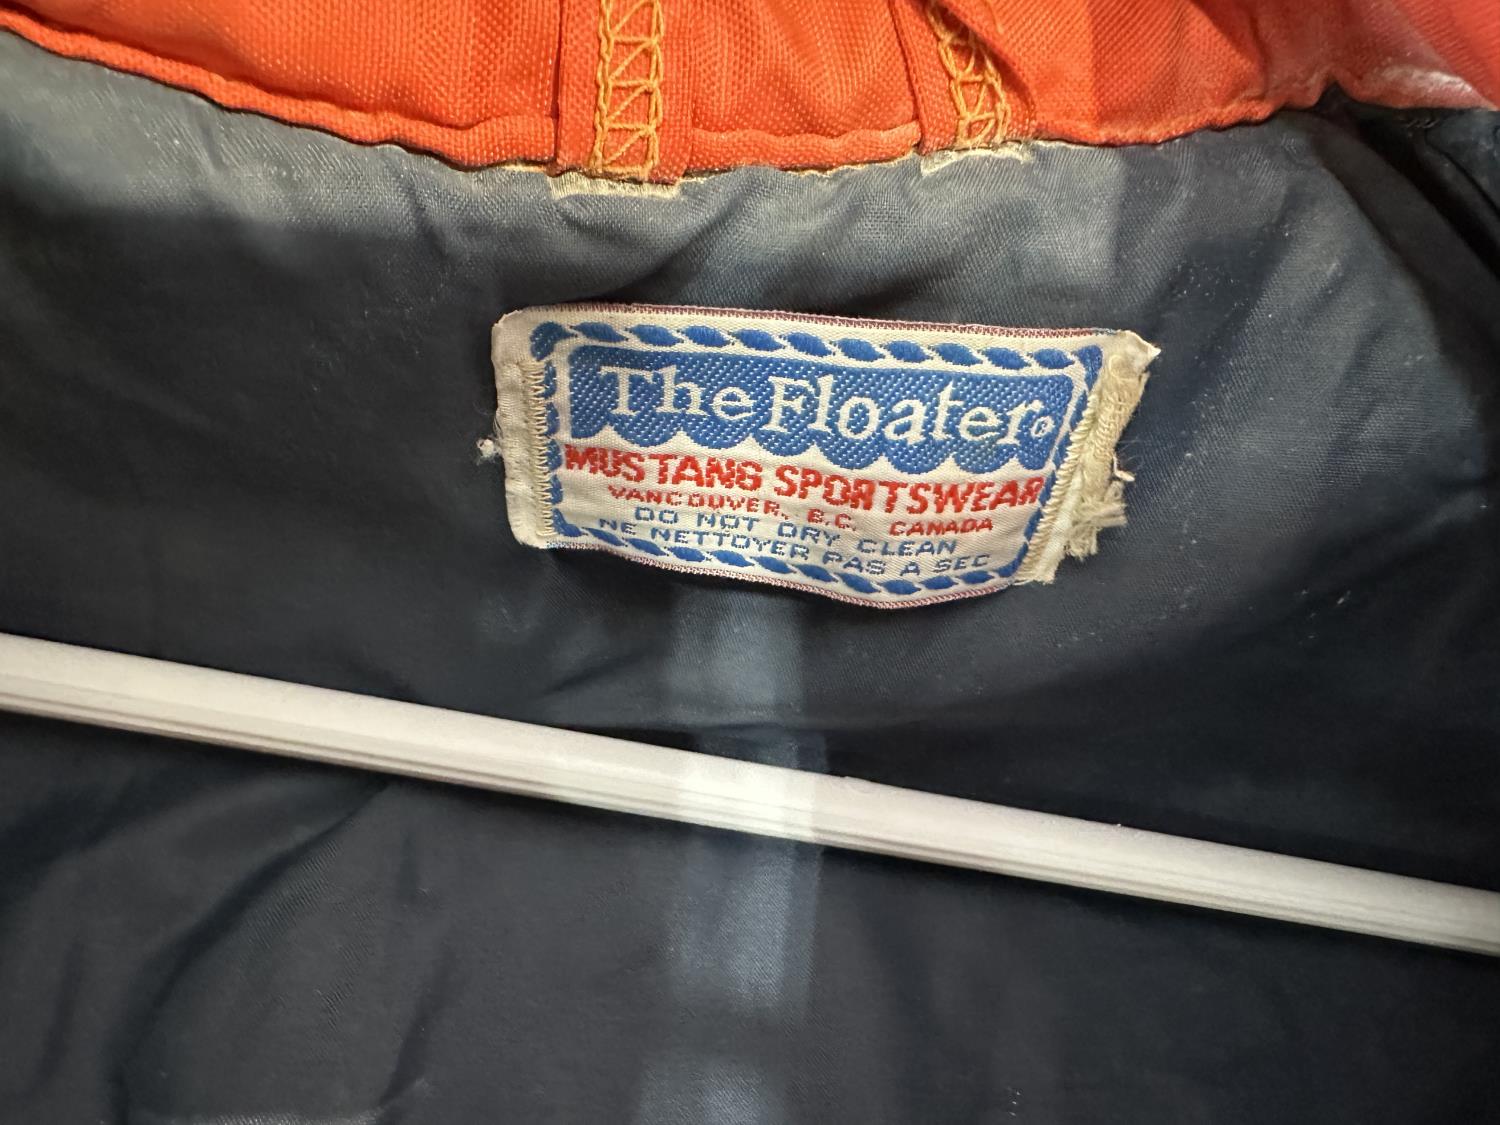 The Floater®
MUSTANG SPORTSWEAR
VANCOUVER, B.C. CANADA
DO NOT DRY CLEAN
NE NETTOYER PAS A SEC